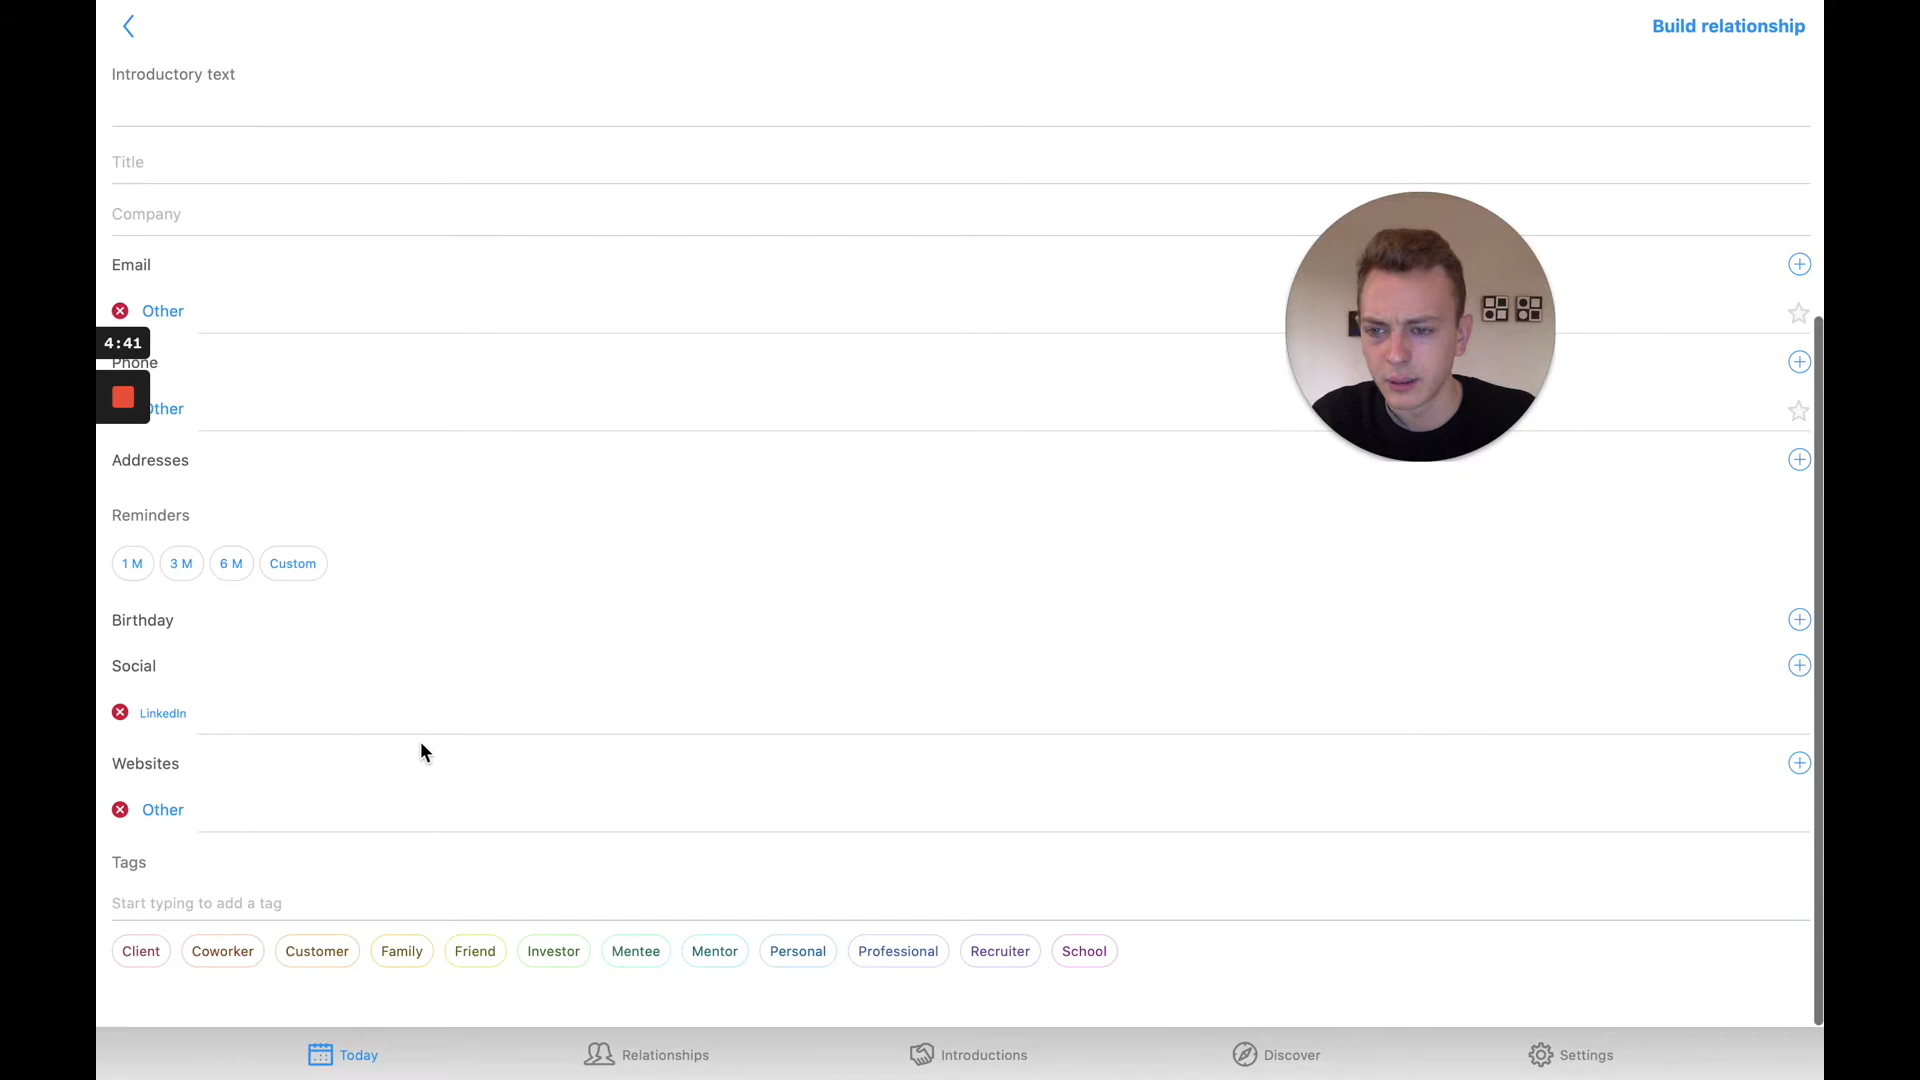 Build relationship
Introductory text
Title
Company
Email
Other
4:41
Phone
Other
Addresses
Reminders
1 M 3 M 6 M Custom
Birthday
Social
LinkedIn
Websites
Other
Tags
Start typing to add a tag
Client Coworker Customer Family Friend Investor Mentee Mentor Personal Professional Recruiter School
Today Relationships Introductions Discover Settings